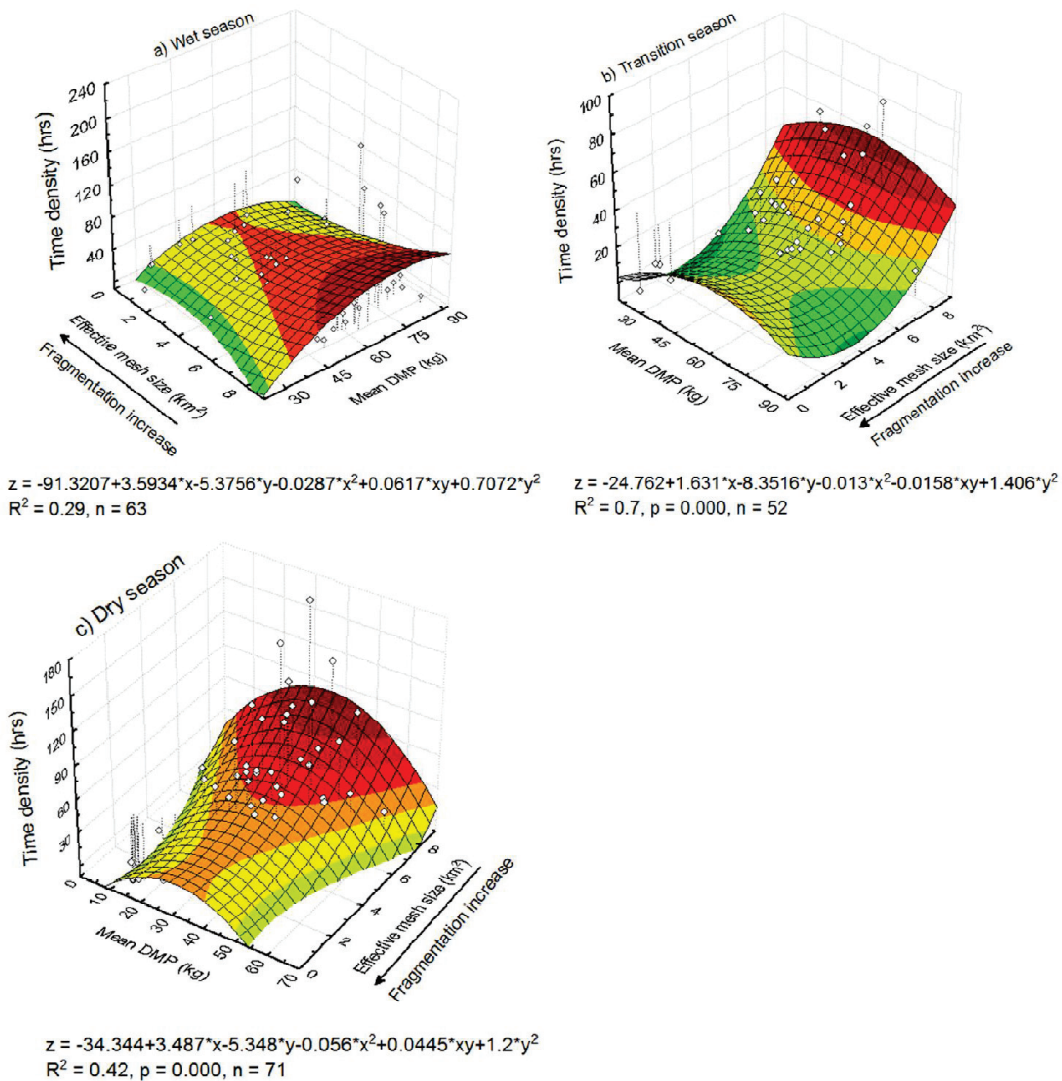 a) Wet season
240
200
160
120
80
40
Time density (hrs)
0
2
4
6
8
Effective mesh size (km²)
Fragmentation increase
30
45
60
75
90
Mean DMP (kg)
z = -91.3207+3.5934*x-5.3756*y-0.0287*x²+0.0617*xy+0.7072*y²
R² = 0.29, n = 63
b) Transition season
100
80
60
40
20
Time density (hrs)
30
45
60
75
90
Mean DMP (kg)
0
2
4
6
8
Effective mesh size (km²)
Fragmentation increase
z = -24.762+1.631*x-8.3516*y-0.013*x²-0.0158*xy+1.406*y²
R² = 0.7, p = 0.000, n = 52
c) Dry season
180
150
120
90
60
30
Time density (hrs)
0
10
20
30
40
50
60
70
Mean DMP (kg)
0
2
4
6
8
Effective mesh size (km²)
Fragmentation increase
z = -34.344+3.487*x-5.348*y-0.056*x²+0.0445*xy+1.2*y²
R² = 0.42, p = 0.000, n = 71